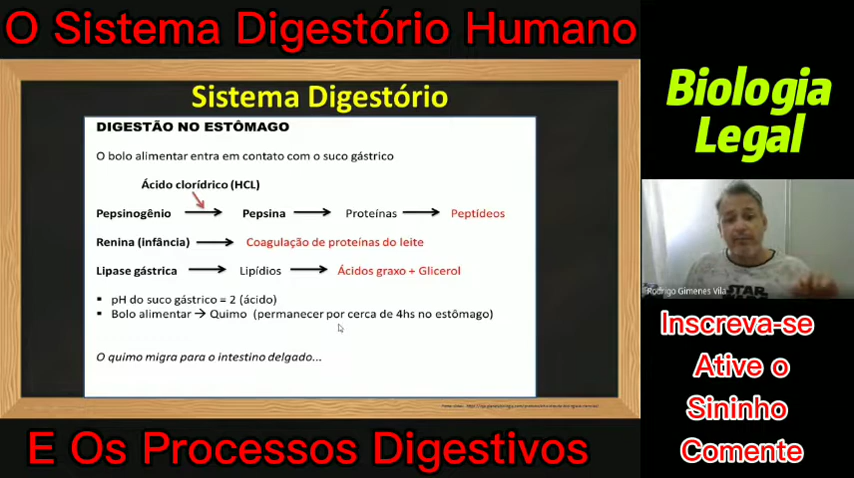 O Sistema Digestório Humano
Sistema Digestório
DIGESTÃO NO ESTÔMAGO
O bolo alimentar entra em contato com o suco gástrico
Ácido clorídrico (HCL)
Pepsinogênio → Pepsina → Proteínas → Peptídeos
Renina (infância) → Coagulação de proteínas do leite
Lipase gástrica → Lipídios → Ácidos graxo + Glicerol
▪ pH do suco gástrico = 2 (ácido)
▪ Bolo alimentar → Quimo (permanecer por cerca de 4hs no estômago)
O quimo migra para o intestino delgado...
E Os Processos Digestivos
Biologia
Legal
STAR
WARS
Rodrigo Gimenes Vila
Inscreva-se
Ative o
Sininho
Comente